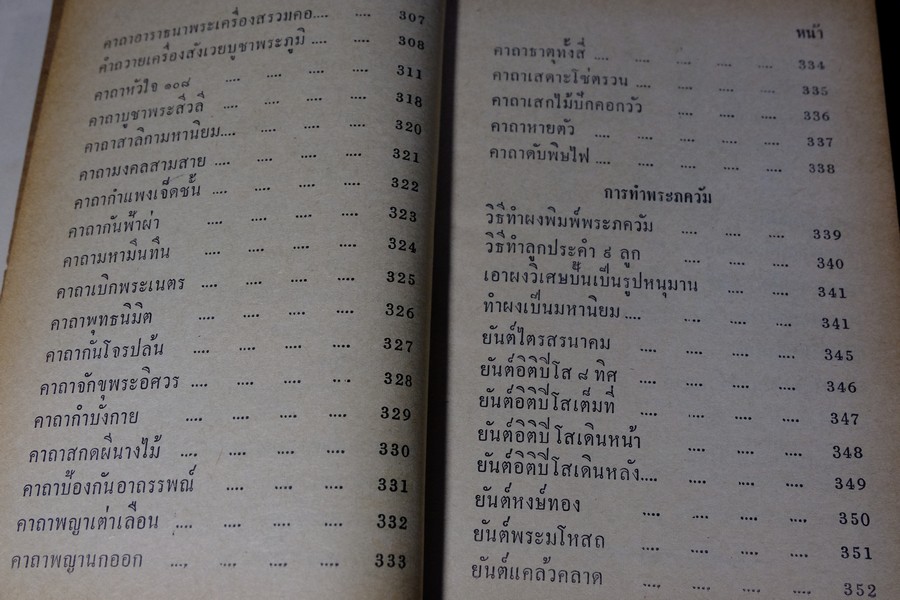 คาถาอาราธนาพระเครื่องสรวมคอ.... .... 307
คำถวายเครื่องสังเวยบูชาพระภูมิ .... .... 308
คาถาหัวใจ ๑๐๘ .... .... .... .... 311
คาถาบูชาพระสีวลี .... .... .... .... 318
คาถาสาลิกามหานิยม.... .... .... .... 320
คาถามงคลสามสาย .... .... .... .... 321
คาถากำแพงเจ็ดชั้น .... .... .... .... 322
คาถากันฟ้าผ่า .... .... .... .... 323
คาถามหามืนทืน .... .... .... .... 324
คาถาเบิกพระเนตร .... .... .... .... 325
คาถาพุทธนิมิต .... .... .... .... 326
คาถากันโจรปล้น .... .... .... .... 327
คาถาจักขุพระอิศวร .... .... .... .... 328
คาถากำบังกาย .... .... .... .... 329
คาถาสกดผีนางไม้ .... .... .... .... 330
คาถาป้องกันอาถรรพณ์ .... .... .... 331
คาถาพญาเต่าเลือน .... .... .... .... 332
คาถาพญานกออก .... .... .... .... 333
หน้า
คาถาธาตุทั้งสี่ .... .... .... .... 334
คาถาเสดาะโซ่ตรวน .... .... .... 335
คาถาเสกไม้ปักคอกวัว .... .... .... 336
คาถาหายตัว .... .... .... .... 337
คาถาดับพิษไฟ .... .... .... .... 338
การทำพระภควัม
วิธีทำผงพิมพ์พระภควัม .... .... .... 339
วิธีทำลูกประคำ ๙ ลูก .... .... .... 340
เอาผงวิเศษปั้นเป็นรูปหนุมาน .... .... 341
ทำผงเป็นมหานิยม .... .... .... .... 341
ยันต์ไตรสรนาคม .... .... .... .... 345
ยันต์อิติปิโส ๘ ทิศ .... .... .... .... 346
ยันต์อิติปิโสเต็มที่ .... .... .... .... 347
ยันต์อิติปิโสเดินหน้า .... .... .... 348
ยันต์อิติปิโสเดินหลัง.... .... .... .... 349
ยันต์หงษ์ทอง .... .... .... .... 350
ยันต์พระมโหสถ .... .... .... .... 351
ยันต์แคล้วคลาด .... .... .... .... 352